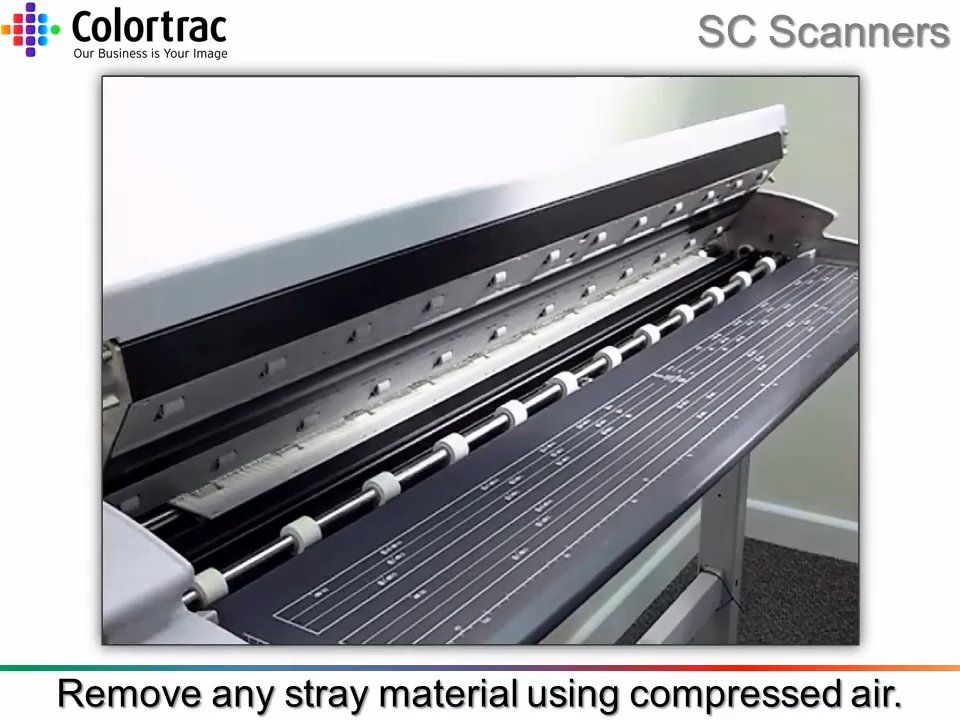 Colortrac
Our Business is Your Image
SC Scanners
Remove any stray material using compressed air.